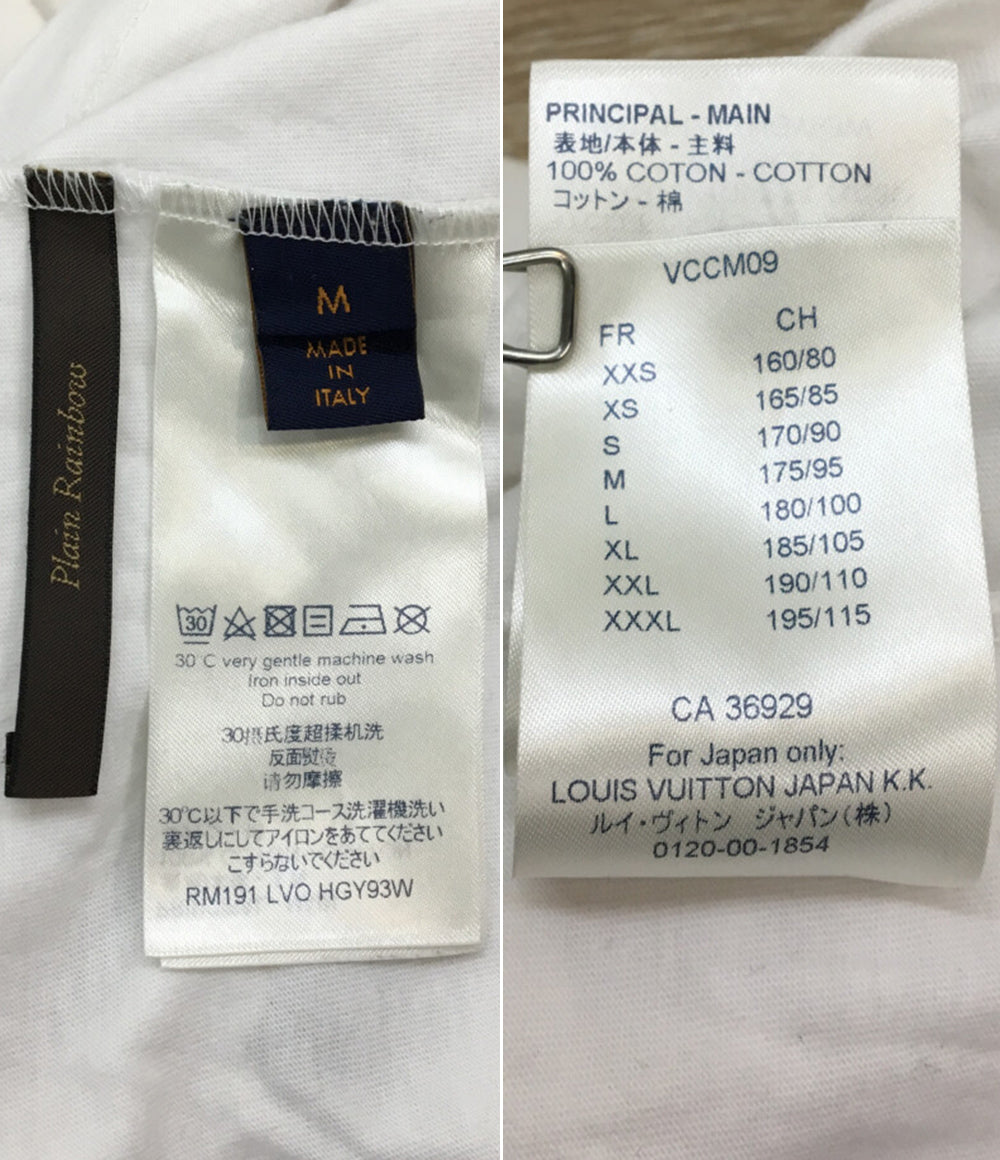 Plain Rainbow
M
MADE
IN
ITALY
30
30°C very gentle machine wash
Iron inside out
Do not rub
30摄氏度超揉机洗
反面熨烫
请勿摩擦
30°C以下で手洗コース洗濯機洗い
裏返しにしてアイロンをあててください
こすらないでください
RM191 LVO HGY93W
PRINCIPAL - MAIN
表地/本体 - 主料
100% COTON - COTTON
コットン - 棉
VCCM09
FR CH
XXS 160/80
XS 165/85
S 170/90
M 175/95
L 180/100
XL 185/105
XXL 190/110
XXXL 195/115
CA 36929
For Japan only:
LOUIS VUITTON JAPAN K.K.
ルイ・ヴィトン ジャパン(株)
0120-00-1854